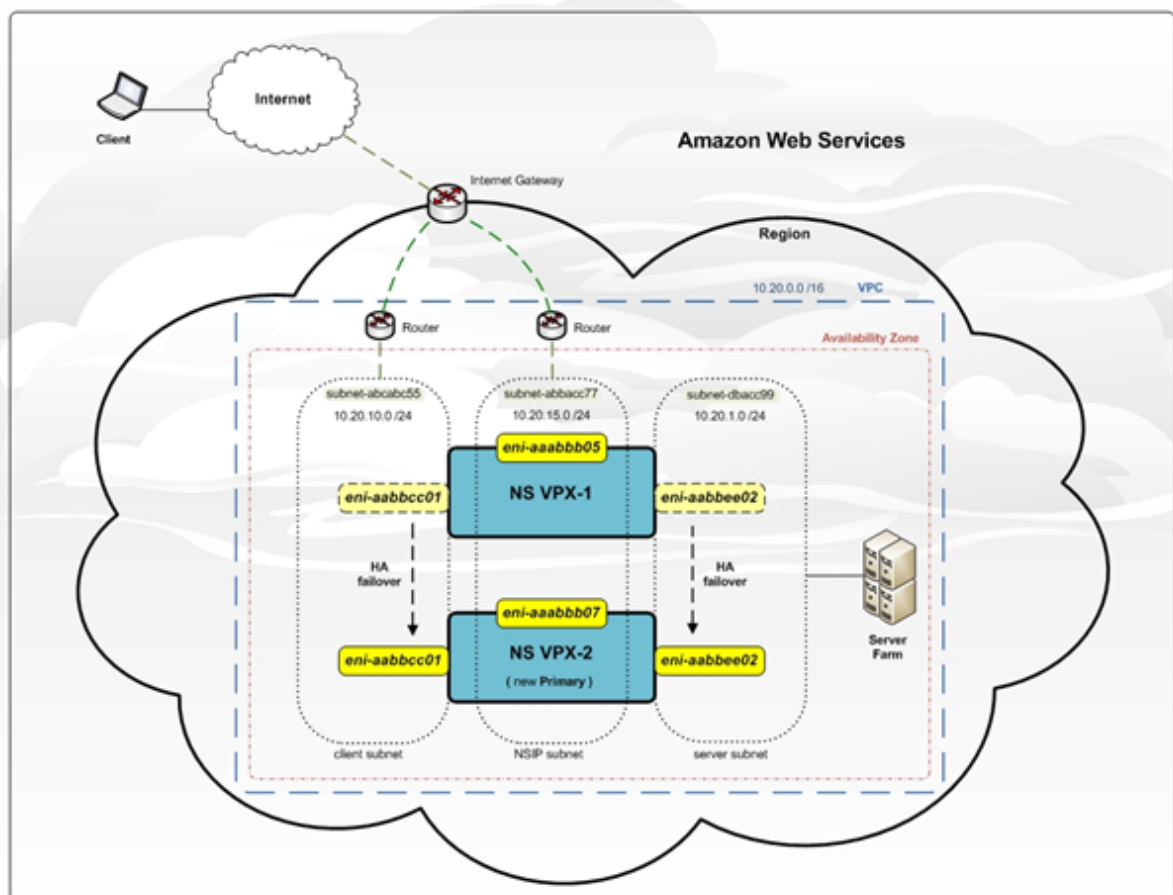 Internet
Client
Amazon Web Services
Internet Gateway
Region
10.20.0.0 /16 VPC
Router
Router
Availability Zone
subnet-abcabc55
10.20.10.0 /24
subnet-abbacc77
10.20.15.0 /24
subnet-dbacc99
10.20.1.0 /24
eni-aaabbb05
NS VPX-1
eni-aabbcc01
eni-aabbee02
HA
failover
HA
failover
eni-aaabbb07
NS VPX-2
( new Primary )
eni-aabbcc01
eni-aabbee02
Server
Farm
client subnet
NSIP subnet
server subnet